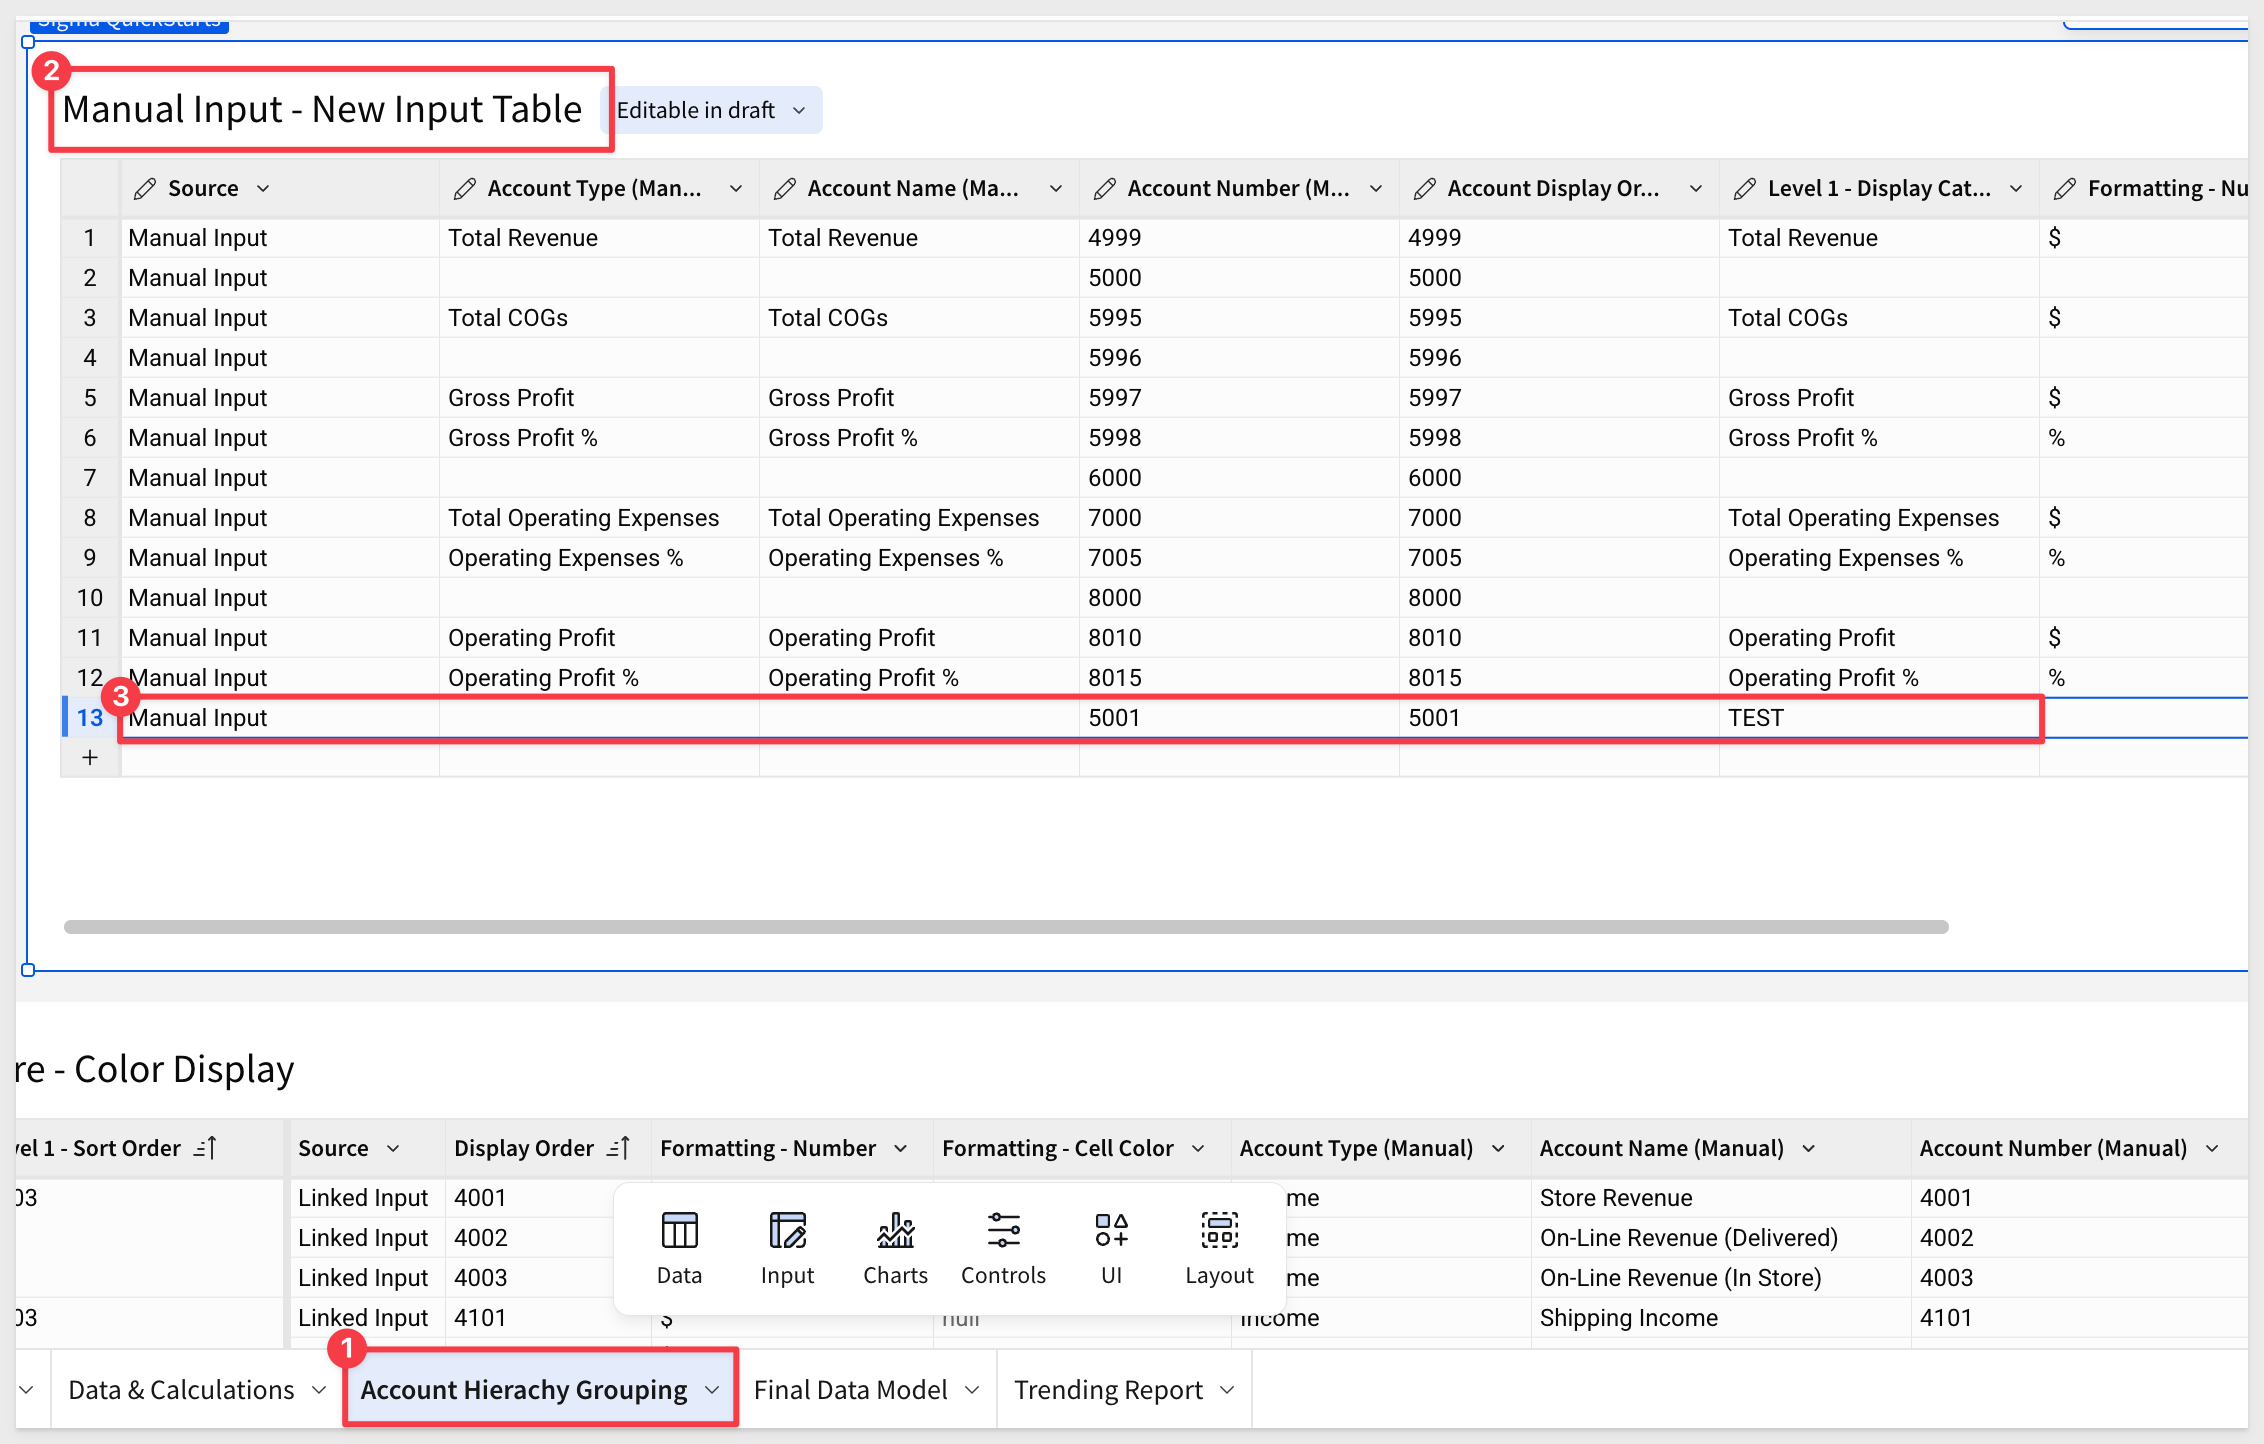 Sigma QuickStarts
2
Manual Input - New Input Table Editable in draft
Source Account Type (Man... Account Name (Ma... Account Number (M... Account Display Or... Level 1 - Display Cat... Formatting - Nu
1 Manual Input Total Revenue Total Revenue 4999 4999 Total Revenue $
2 Manual Input 5000 5000
3 Manual Input Total COGs Total COGs 5995 5995 Total COGs $
4 Manual Input 5996 5996
5 Manual Input Gross Profit Gross Profit 5997 5997 Gross Profit $
6 Manual Input Gross Profit % Gross Profit % 5998 5998 Gross Profit % %
7 Manual Input 6000 6000
8 Manual Input Total Operating Expenses Total Operating Expenses 7000 7000 Total Operating Expenses $
9 Manual Input Operating Expenses % Operating Expenses % 7005 7005 Operating Expenses % %
10 Manual Input 8000 8000
11 Manual Input Operating Profit Operating Profit 8010 8010 Operating Profit $
12 Manual Input Operating Profit % Operating Profit % 8015 8015 Operating Profit % %
3
13 Manual Input 5001 5001 TEST
+
re - Color Display
vel 1 - Sort Order Source Display Order Formatting - Number Formatting - Cell Color Account Type (Manual) Account Name (Manual) Account Number (Manual)
03 Linked Input 4001 me Store Revenue 4001
Linked Input 4002 me On-Line Revenue (Delivered) 4002
Linked Input 4003 me On-Line Revenue (In Store) 4003
03 Linked Input 4101 $ null Income Shipping Income 4101
Data Input Charts Controls UI Layout
1
Data & Calculations Account Hierachy Grouping Final Data Model Trending Report